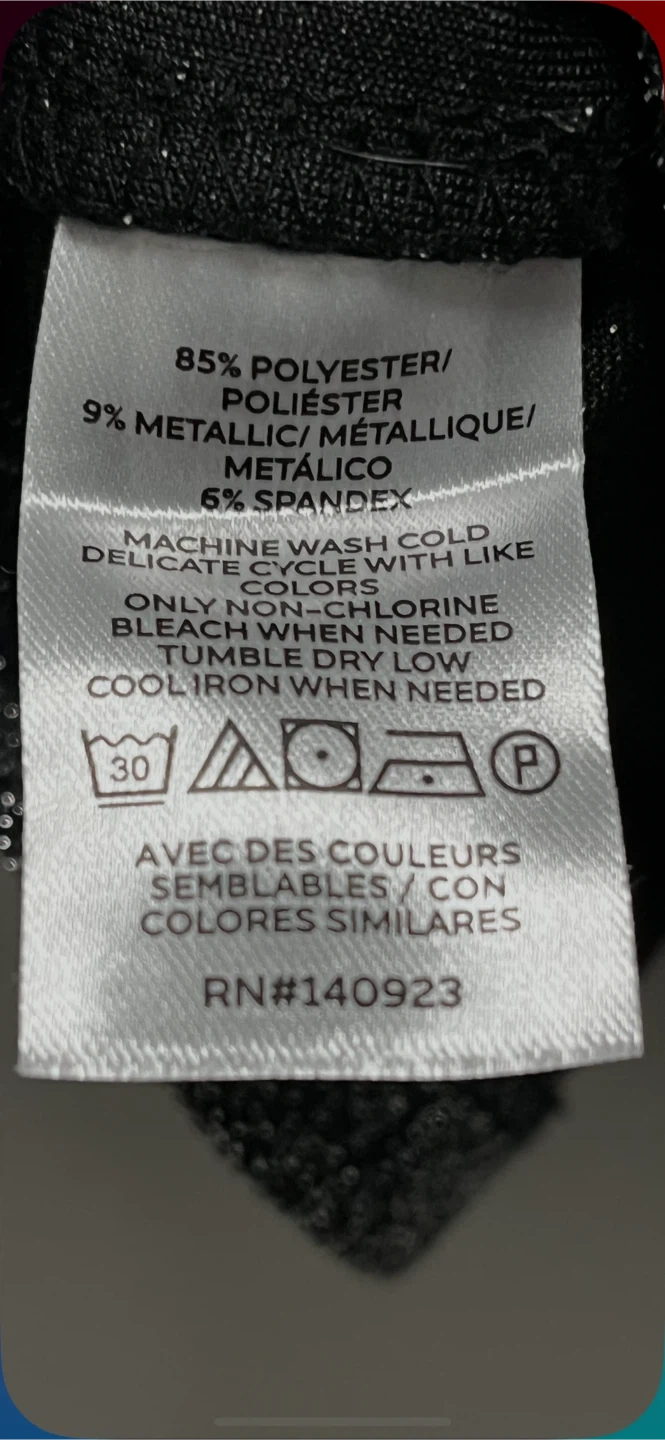 85% POLYESTER/
POLIÉSTER
9% METALLIC/ MÉTALLIQUE/
METÁLICO
6% SPANDEX
MACHINE WASH COLD
DELICATE CYCLE WITH LIKE
COLORS
ONLY NON-CHLORINE
BLEACH WHEN NEEDED
TUMBLE DRY LOW
COOL IRON WHEN NEEDED
30 P
AVEC DES COULEURS
SEMBLABLES / CON
COLORES SIMILARES
RN#140923